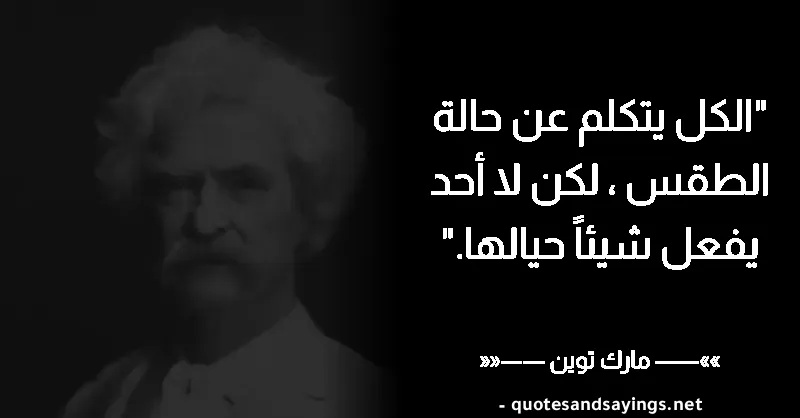 "الكل يتكلم عن حالة
الطقس ، لكن لا أحد
يفعل شيئاً حيالها."
»»—— مارك توين ——««
- quotesandsayings.net